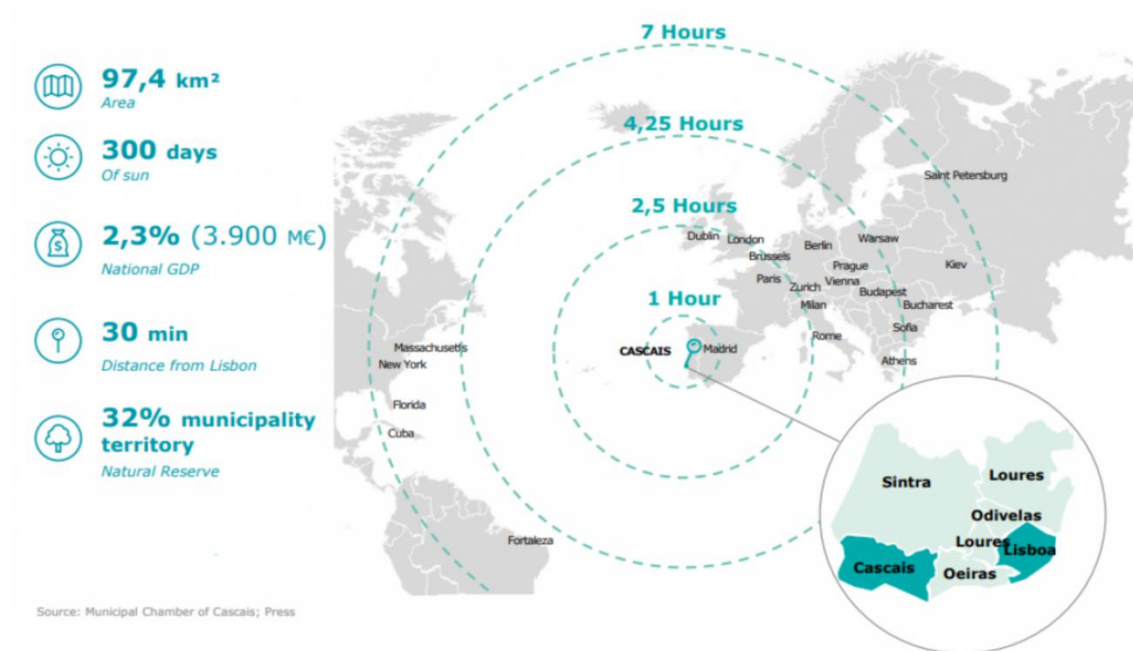 97,4 km²
Area
300 days
Of sun
2,3% (3.900 M€)
National GDP
30 min
Distance from Lisbon
32% municipality
territory
Natural Reserve
7 Hours
4,25 Hours
2,5 Hours
1 Hour
CASCAIS
Madrid
Saint Petersburg
Dublin
London
Berlin
Warsaw
Brussels
Prague
Kiev
Paris
Zurich
Vienna
Budapest
Milan
Bucharest
Rome
Sofia
Athens
Massachusetts
New York
Florida
Cuba
Fortaleza
Sintra
Loures
Odivelas
Loures
Lisboa
Cascais
Oeiras
Source: Municipal Chamber of Cascais; Press